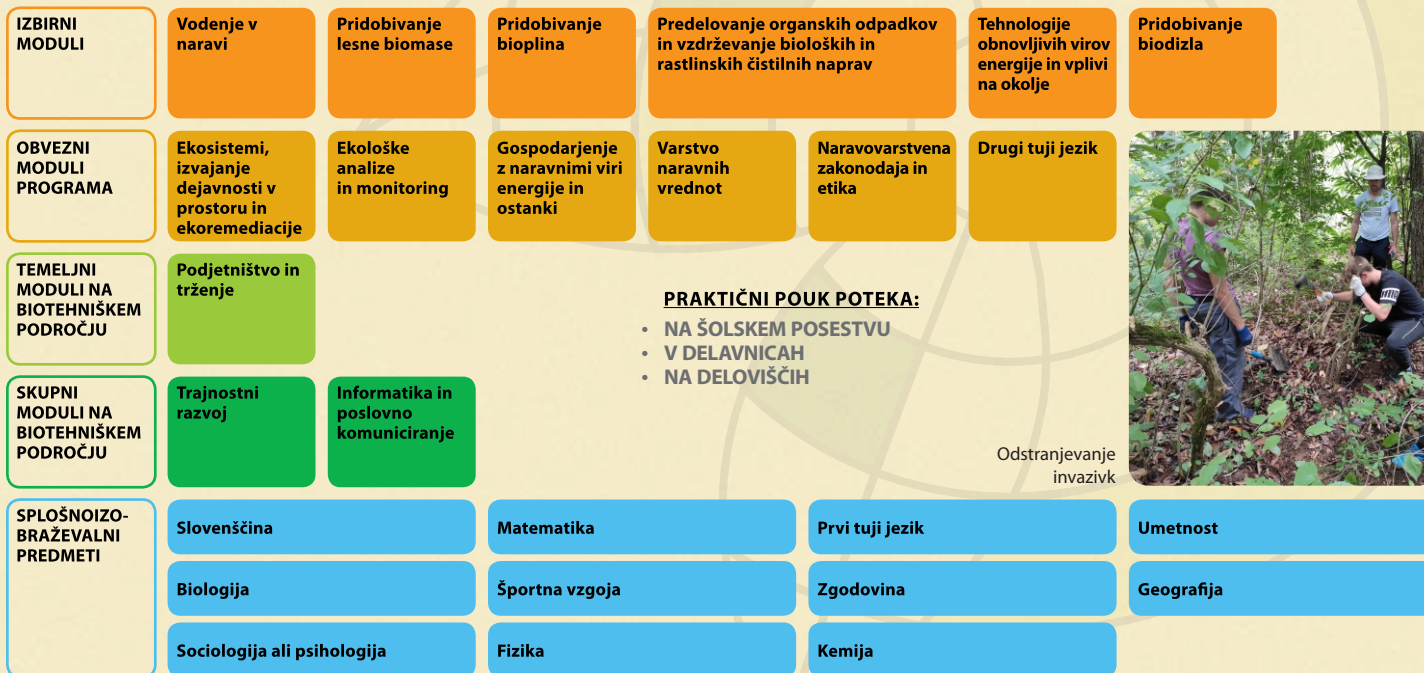 IZBIRNI
MODULI
Vodenje v
naravi
Pridobivanje
lesne biomase
Pridobivanje
bioplina
Predelovanje organskih odpadkov
in vzdrževanje bioloških in
rastlinskih čistilnih naprav
Tehnologije
obnovljivih virov
energije in vplivi
na okolje
Pridobivanje
biodizla
OBVEZNI
MODULI
PROGRAMA
Ekosistemi,
izvajanje
dejavnosti v
prostoru in
ekoremediacije
Ekološke
analize
in monitoring
Gospodarjenje
z naravnimi viri
energije in
ostanki
Varstvo
naravnih
vrednot
Naravovarstvena
zakonodaja in
etika
Drugi tuji jezik
TEMELJNI
MODULI NA
BIOTEHNIŠKEM
PODROČJU
Podjetništvo in
trženje
PRAKTIČNI POUK POTEKA:
• NA ŠOLSKEM POSESTVU
• V DELAVNICAH
• NA DELOVIŠČIH
SKUPNI
MODULI NA
BIOTEHNIŠKEM
PODROČJU
Trajnostni
razvoj
Informatika in
poslovno
komuniciranje
Odstranjevanje
invazivk
SPLOŠNOIZO-
BRAŽEVALNI
PREDMETI
Slovenščina
Matematika
Prvi tuji jezik
Umetnost
Biologija
Športna vzgoja
Zgodovina
Geografija
Sociologija ali psihologija
Fizika
Kemija